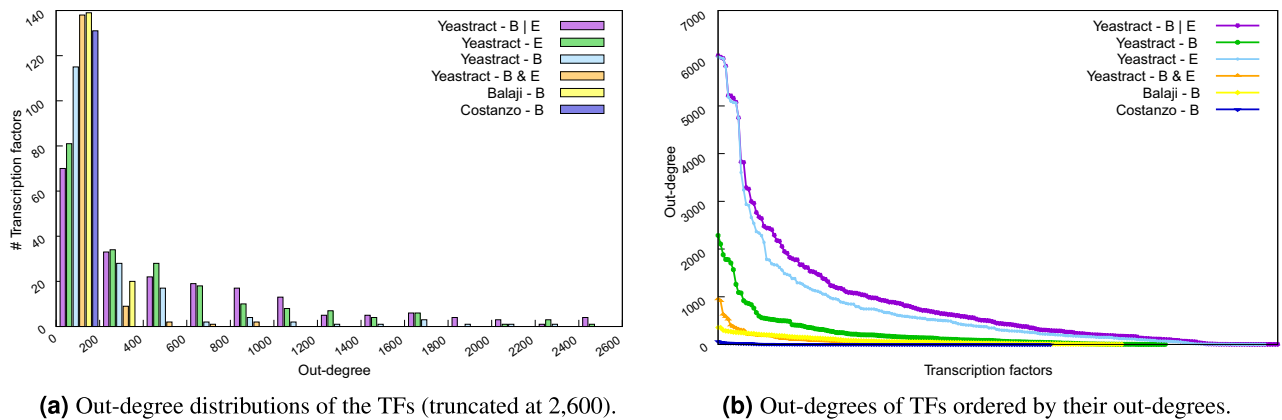 140
120
100
80
60
40
20
0
# Transcription factors
Yeastract - B | E
Yeastract - E
Yeastract - B
Yeastract - B & E
Balaji - B
Costanzo - B
0
200
400
600
800
1000
1200
1400
1600
1800
2000
2200
2400
2600
Out-degree
(a) Out-degree distributions of the TFs (truncated at 2,600).
7000
6000
5000
4000
3000
2000
1000
0
Out-degree
Yeastract - B | E
Yeastract - B
Yeastract - E
Yeastract - B & E
Balaji - B
Costanzo - B
Transcription factors
(b) Out-degrees of TFs ordered by their out-degrees.